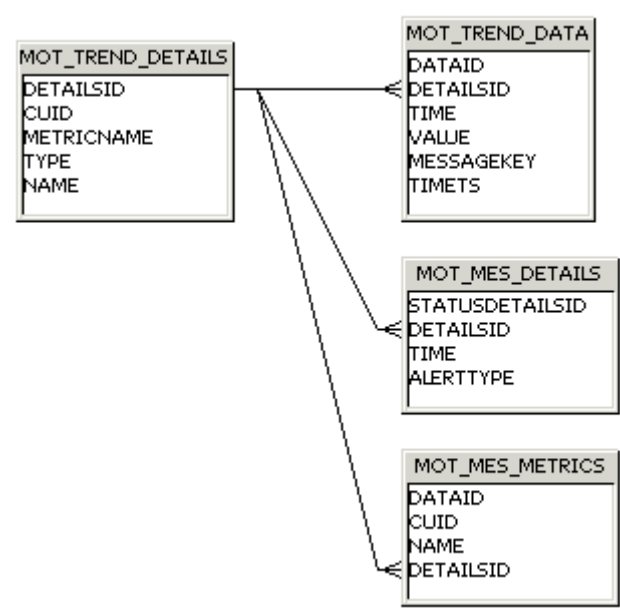 MOT_TREND_DETAILS
DETAILSID
CUID
METRICNAME
TYPE
NAME
MOT_TREND_DATA
DATAID
DETAILSID
TIME
VALUE
MESSAGEKEY
TIMETS
MOT_MES_DETAILS
STATUSDETAILSID
DETAILSID
TIME
ALERTTYPE
MOT_MES_METRICS
DATAID
CUID
NAME
DETAILSID